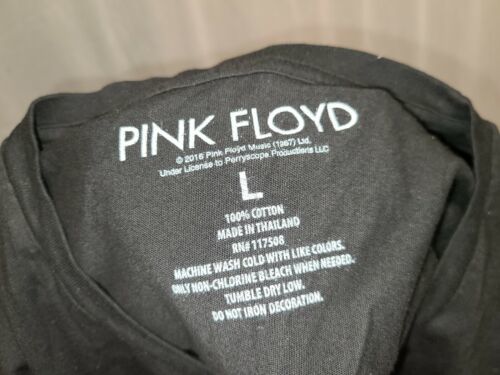 PINK FLOYD
© 2016 Pink Floyd Music (1987) Ltd.
Under License to Perryscope Productions LLC
L
100% COTTON
MADE IN THAILAND
RN# 117508
MACHINE WASH COLD WITH LIKE COLORS.
ONLY NON-CHLORINE BLEACH WHEN NEEDED.
TUMBLE DRY LOW.
DO NOT IRON DECORATION.